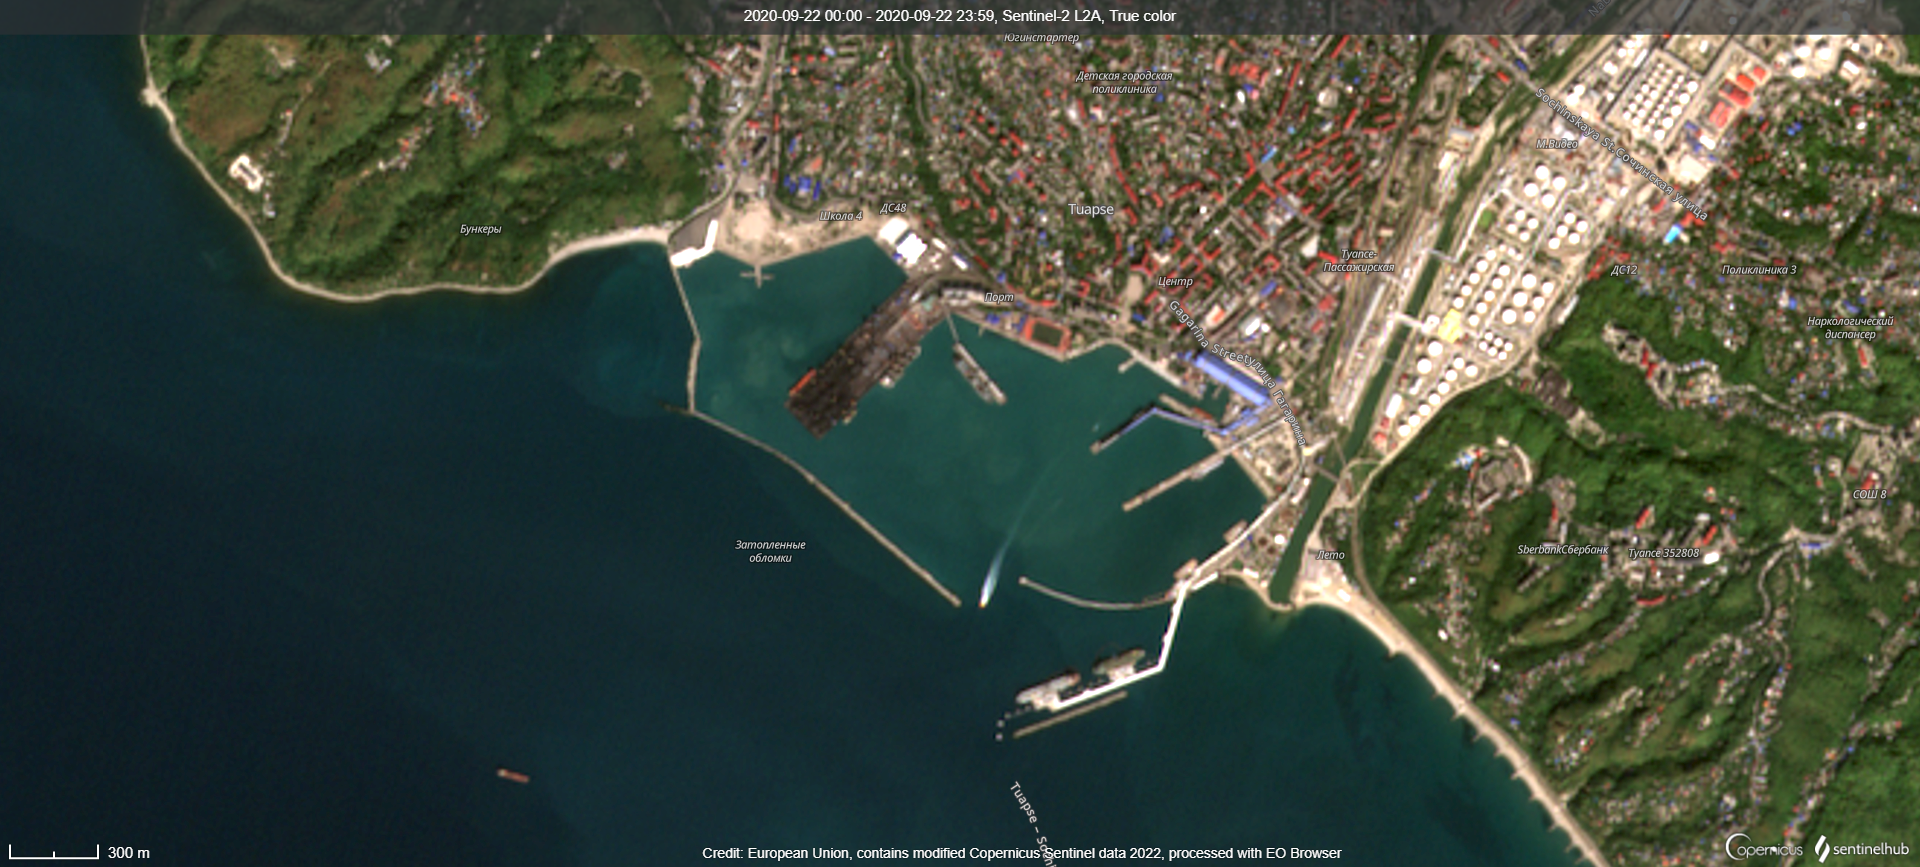 2020-09-22 00:00 - 2020-09-22 23:59, Sentinel-2 L2A, True color
Югинстартер
Детская городская
поликлиника
Sochinskaya St.Сочинская улица
М.Видео
Tuapse
Школа 4
ДС48
Бункеры
Туапсе-
Пассажирская
ДС12
Поликлиника 3
Центр
Порт
Gagarina Streetулица Гагарина
Наркологический
диспансер
СОШ 8
Затопленные
обломки
Лето
SberbankСбербанк
Туапсе 352808
Tuapse –
300 m
Credit: European Union, contains modified Copernicus Sentinel data 2022, processed with EO Browser
Copernicus
sentinelhub